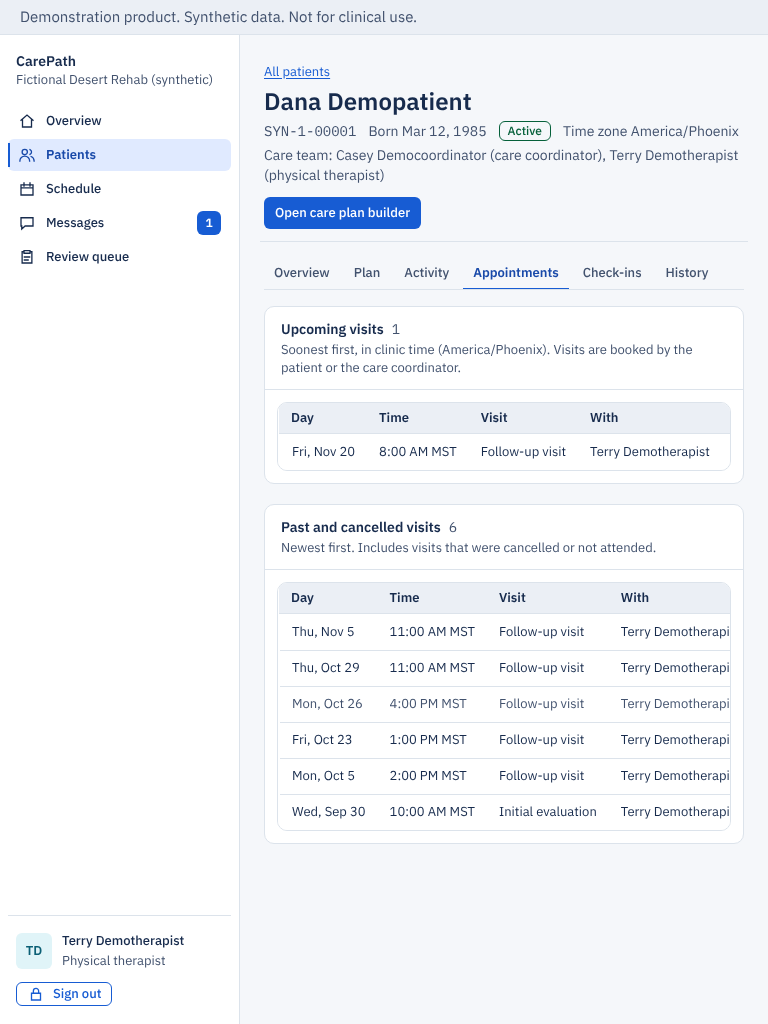 Demonstration product. Synthetic data. Not for clinical use.
CarePath
Fictional Desert Rehab (synthetic)
Overview
Patients
Schedule
Messages 1
Review queue
All patients
Dana Demopatient
SYN-1-00001 Born Mar 12, 1985 Active Time zone America/Phoenix
Care team: Casey Democoordinator (care coordinator), Terry Demotherapist
(physical therapist)
Open care plan builder
Overview Plan Activity Appointments Check-ins History
Upcoming visits 1
Soonest first, in clinic time (America/Phoenix). Visits are booked by the
patient or the care coordinator.
Day Time Visit With
Fri, Nov 20 8:00 AM MST Follow-up visit Terry Demotherapist
Past and cancelled visits 6
Newest first. Includes visits that were cancelled or not attended.
Day Time Visit With
Thu, Nov 5 11:00 AM MST Follow-up visit Terry Demotherapi
Thu, Oct 29 11:00 AM MST Follow-up visit Terry Demotherapi
Mon, Oct 26 4:00 PM MST Follow-up visit Terry Demotherapi
Fri, Oct 23 1:00 PM MST Follow-up visit Terry Demotherapi
Mon, Oct 5 2:00 PM MST Follow-up visit Terry Demotherapi
Wed, Sep 30 10:00 AM MST Initial evaluation Terry Demotherapi
TD
Terry Demotherapist
Physical therapist
Sign out